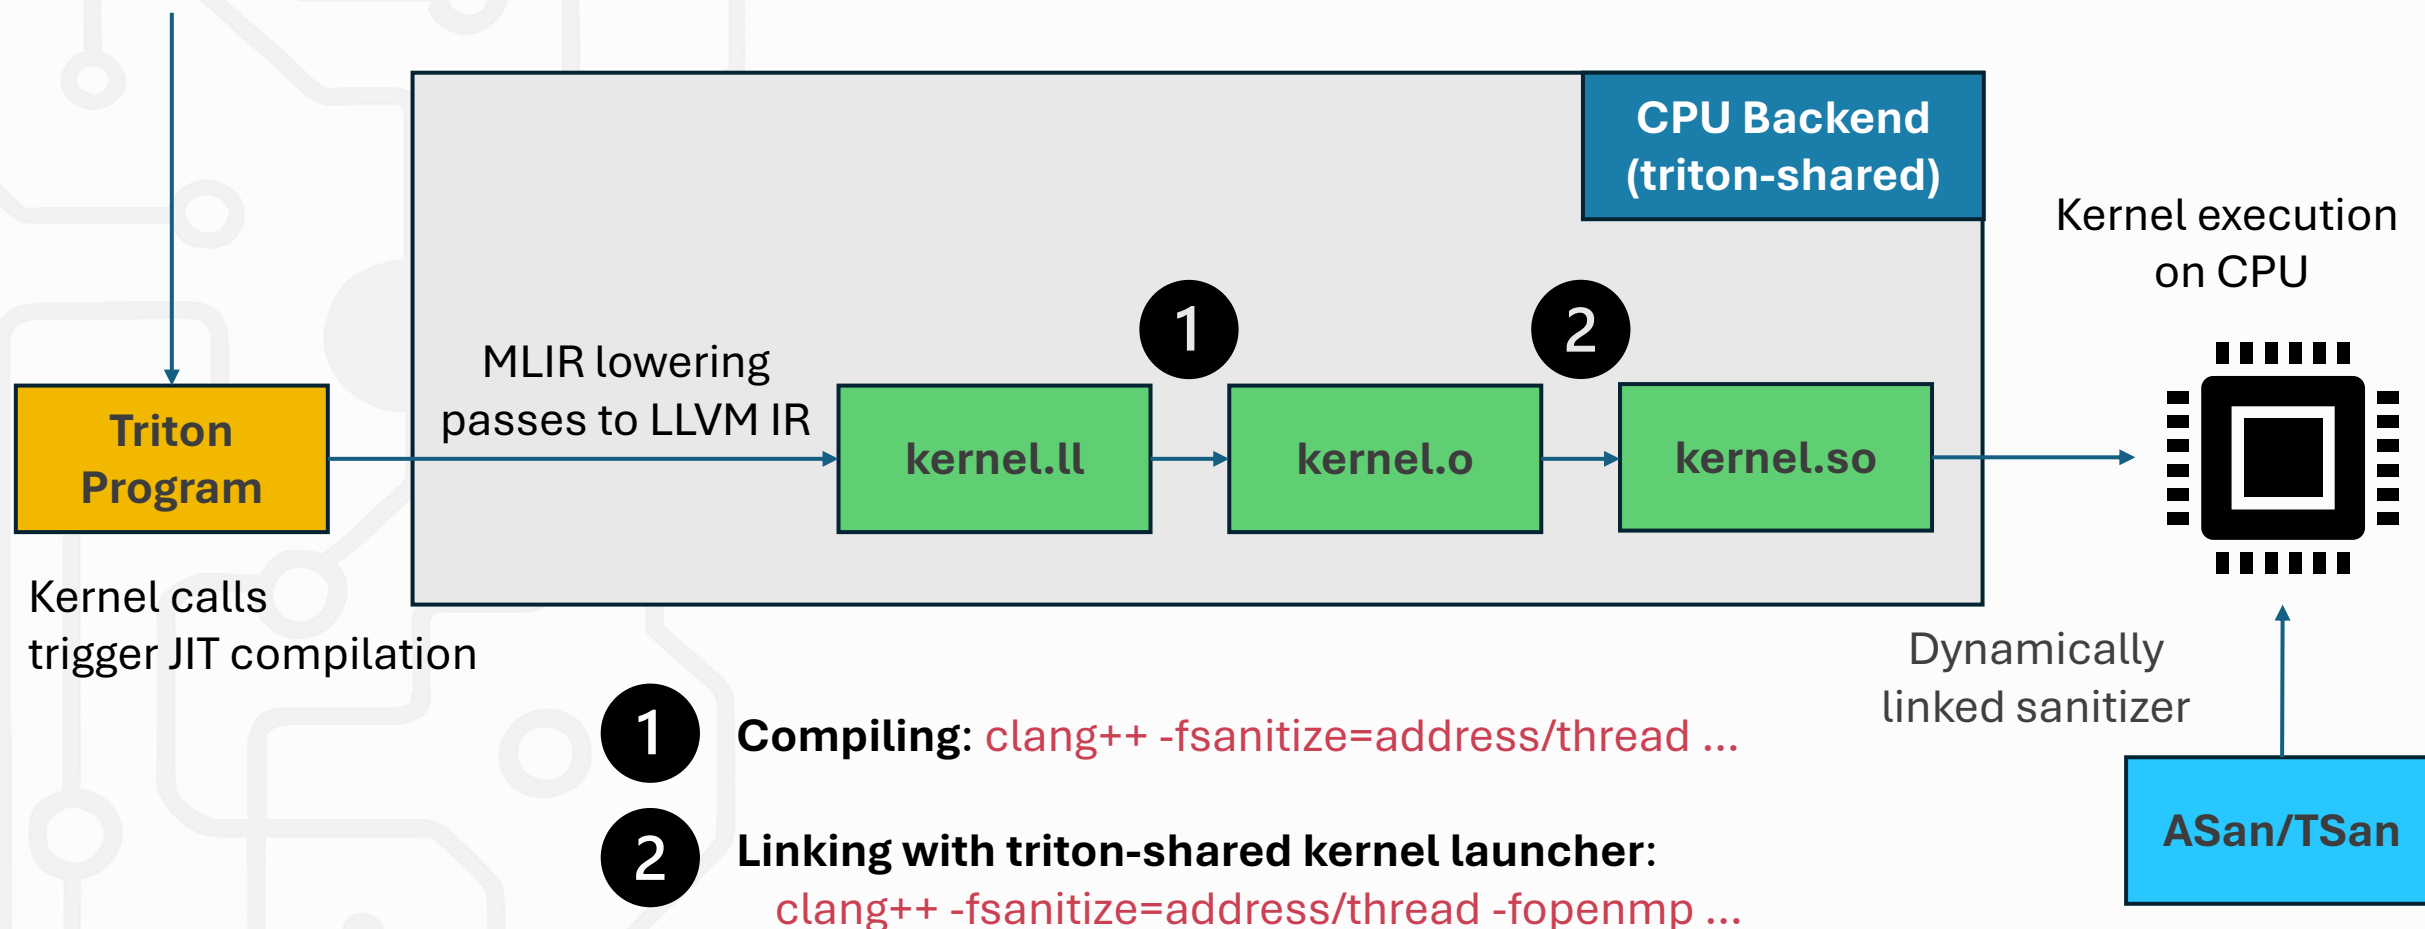 CPU Backend
(triton-shared)
Kernel execution
on CPU
1
2
MLIR lowering
passes to LLVM IR
Triton
Program
kernel.ll
kernel.o
kernel.so
Kernel calls
trigger JIT compilation
Dynamically
linked sanitizer
1 Compiling: clang++ -fsanitize=address/thread ...
2 Linking with triton-shared kernel launcher:
clang++ -fsanitize=address/thread -fopenmp ...
ASan/TSan